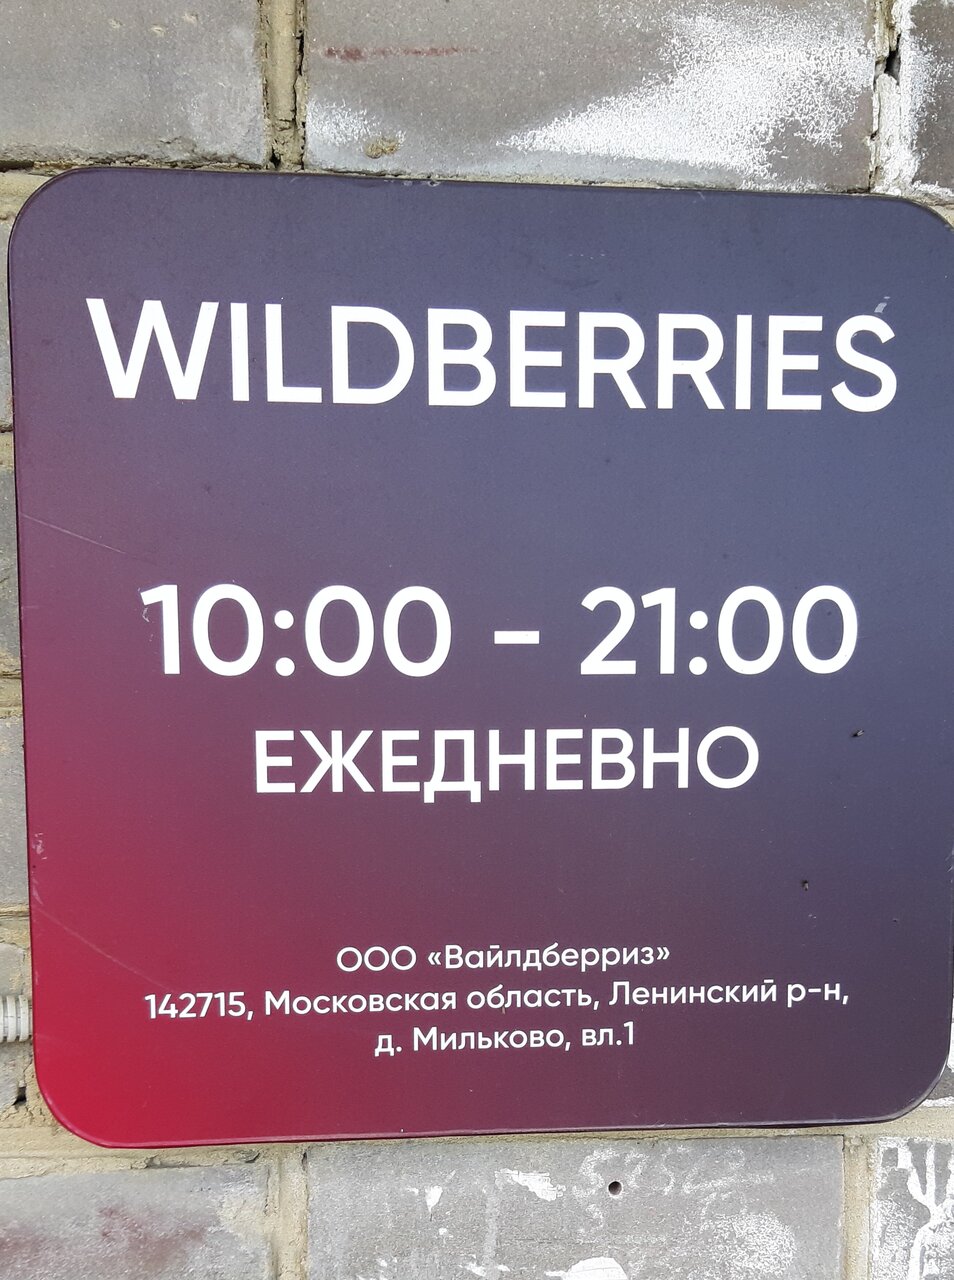 WILDBERRIES
10:00 - 21:00
ЕЖЕДНЕВНО
ООО «Вайлдберриз»
142715, Московская область, Ленинский р-н,
д. Мильково, вл.1